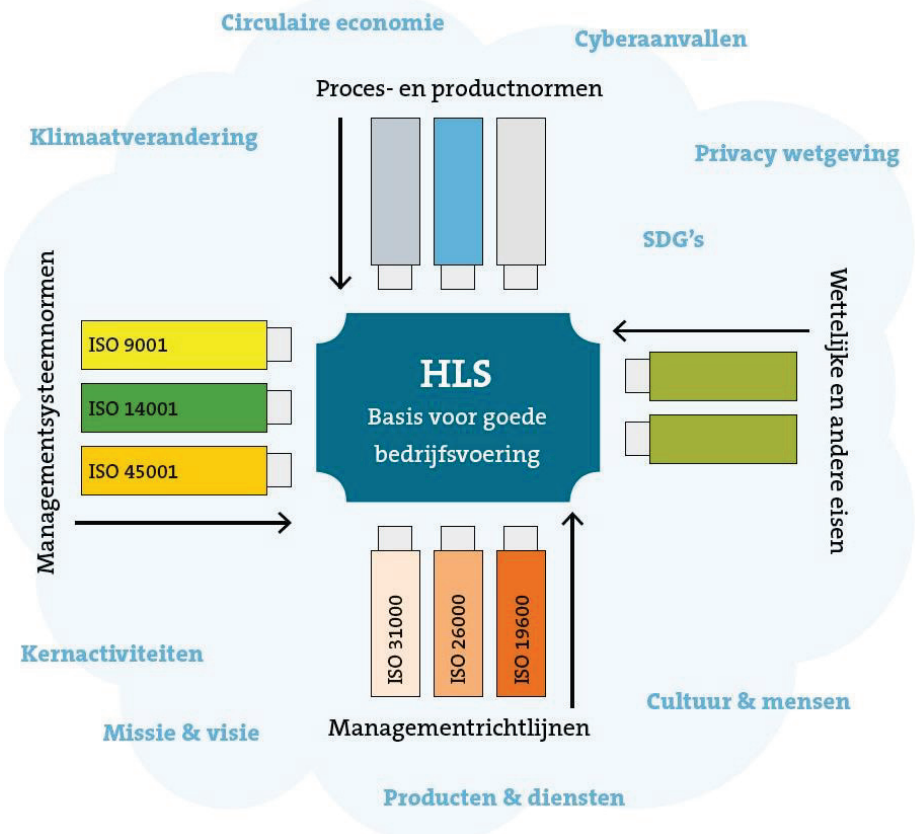 Circulaire economie
Cyberaanvallen
Proces- en productnormen
Klimaatverandering
Privacy wetgeving
SDG's
Managementsysteemnormen
ISO 9001
ISO 14001
ISO 45001
HLS
Basis voor goede
bedrijfsvoering
Wettelijke en andere eisen
ISO 31000
ISO 26000
ISO 19600
Managementrichtlijnen
Kernactiviteiten
Missie & visie
Cultuur & mensen
Producten & diensten